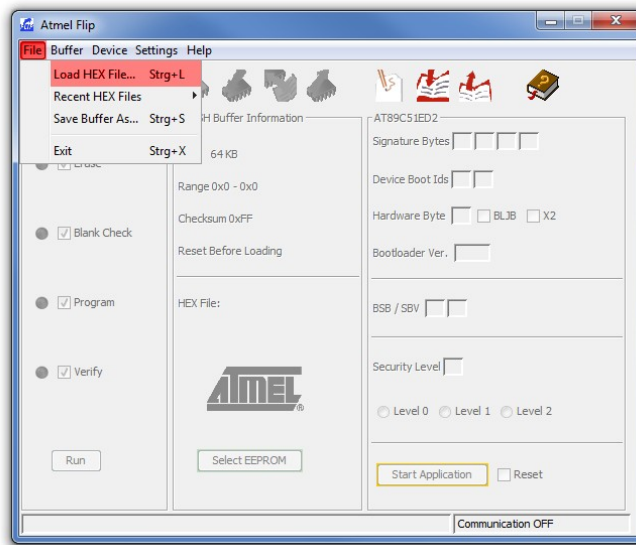 Atmel Flip
File Buffer Device Settings Help
Load HEX File... Strg+L
Recent HEX Files
Save Buffer As... Strg+S
Exit Strg+X
SH Buffer Information
64 KB
Range 0x0 - 0x0
Checksum 0xFF
Reset Before Loading
HEX File:
ATMEL
®
Select EEPROM
Erase
Blank Check
Program
Verify
Run
AT89C51ED2
Signature Bytes
Device Boot Ids
Hardware Byte BLJB X2
Bootloader Ver.
BSB / SBV
Security Level
Level 0 Level 1 Level 2
Start Application Reset
Communication OFF